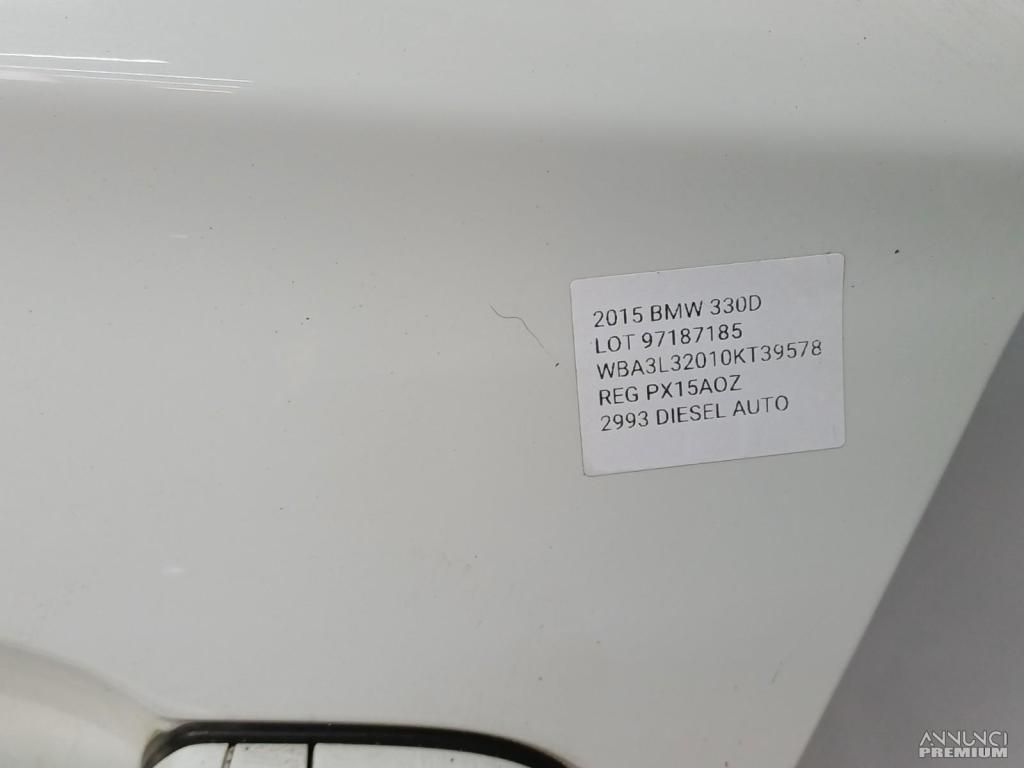 2015 BMW 330D
LOT 97187185
WBA3L32010KT39578
REG PX15AOZ
2993 DIESEL AUTO
ANNUNCI
PREMIUM